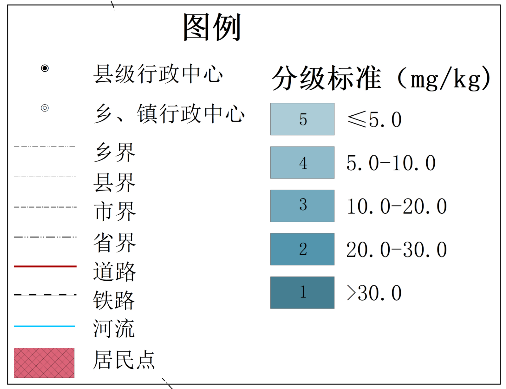 图例
县级行政中心
乡、镇行政中心
乡界
县界
市界
省界
道路
铁路
河流
居民点
分级标准（mg/kg)
5 ≤5.0
4 5.0-10.0
3 10.0-20.0
2 20.0-30.0
1 >30.0